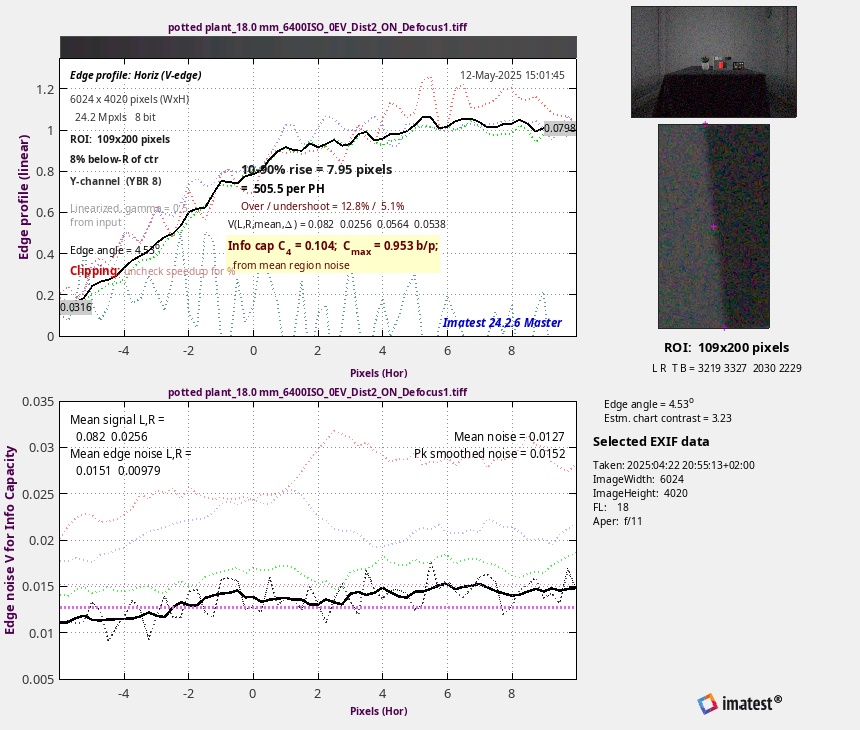 potted plant_18.0 mm_6400ISO_0EV_Dist2_ON_Defocus1.tiff
Edge profile: Horiz (V-edge)
12-May-2025 15:01:45
6024 x 4020 pixels (WxH)
24.2 Mpxls 8 bit
ROI: 109x200 pixels
8% below-R of ctr
Y-channel (YBR 8)
Linearized, gamma = 0.5
from input
Edge angle = 4.53°
Clipping uncheck speedup for %
10-90% rise = 7.95 pixels
= 505.5 per PH
Over / undershoot = 12.8% / 5.1%
V(L,R,mean,Δ) = 0.082 0.0256 0.0564 0.0538
Info cap C4 = 0.104; Cmax = 0.953 b/p;
from mean region noise
0.0798
0.0316
Imatest 24.2.6 Master
Edge profile (linear)
1.2
1
0.8
0.6
0.4
0.2
0
-4 -2 0 2 4 6 8
Pixels (Hor)
potted plant_18.0 mm_6400ISO_0EV_Dist2_ON_Defocus1.tiff
Mean signal L,R =
0.082 0.0256
Mean edge noise L,R =
0.0151 0.00979
Mean noise = 0.0127
Pk smoothed noise = 0.0152
Edge noise V for Info Capacity
0.035
0.03
0.025
0.02
0.015
0.01
0.005
-4 -2 0 2 4 6 8
Pixels (Hor)
ROI: 109x200 pixels
L R T B = 3219 3327 2030 2229
Edge angle = 4.53°
Estm. chart contrast = 3.23
Selected EXIF data
Taken: 2025:04:22 20:55:13+02:00
ImageWidth: 6024
ImageHeight: 4020
FL: 18
Aper: f/11
imatest®